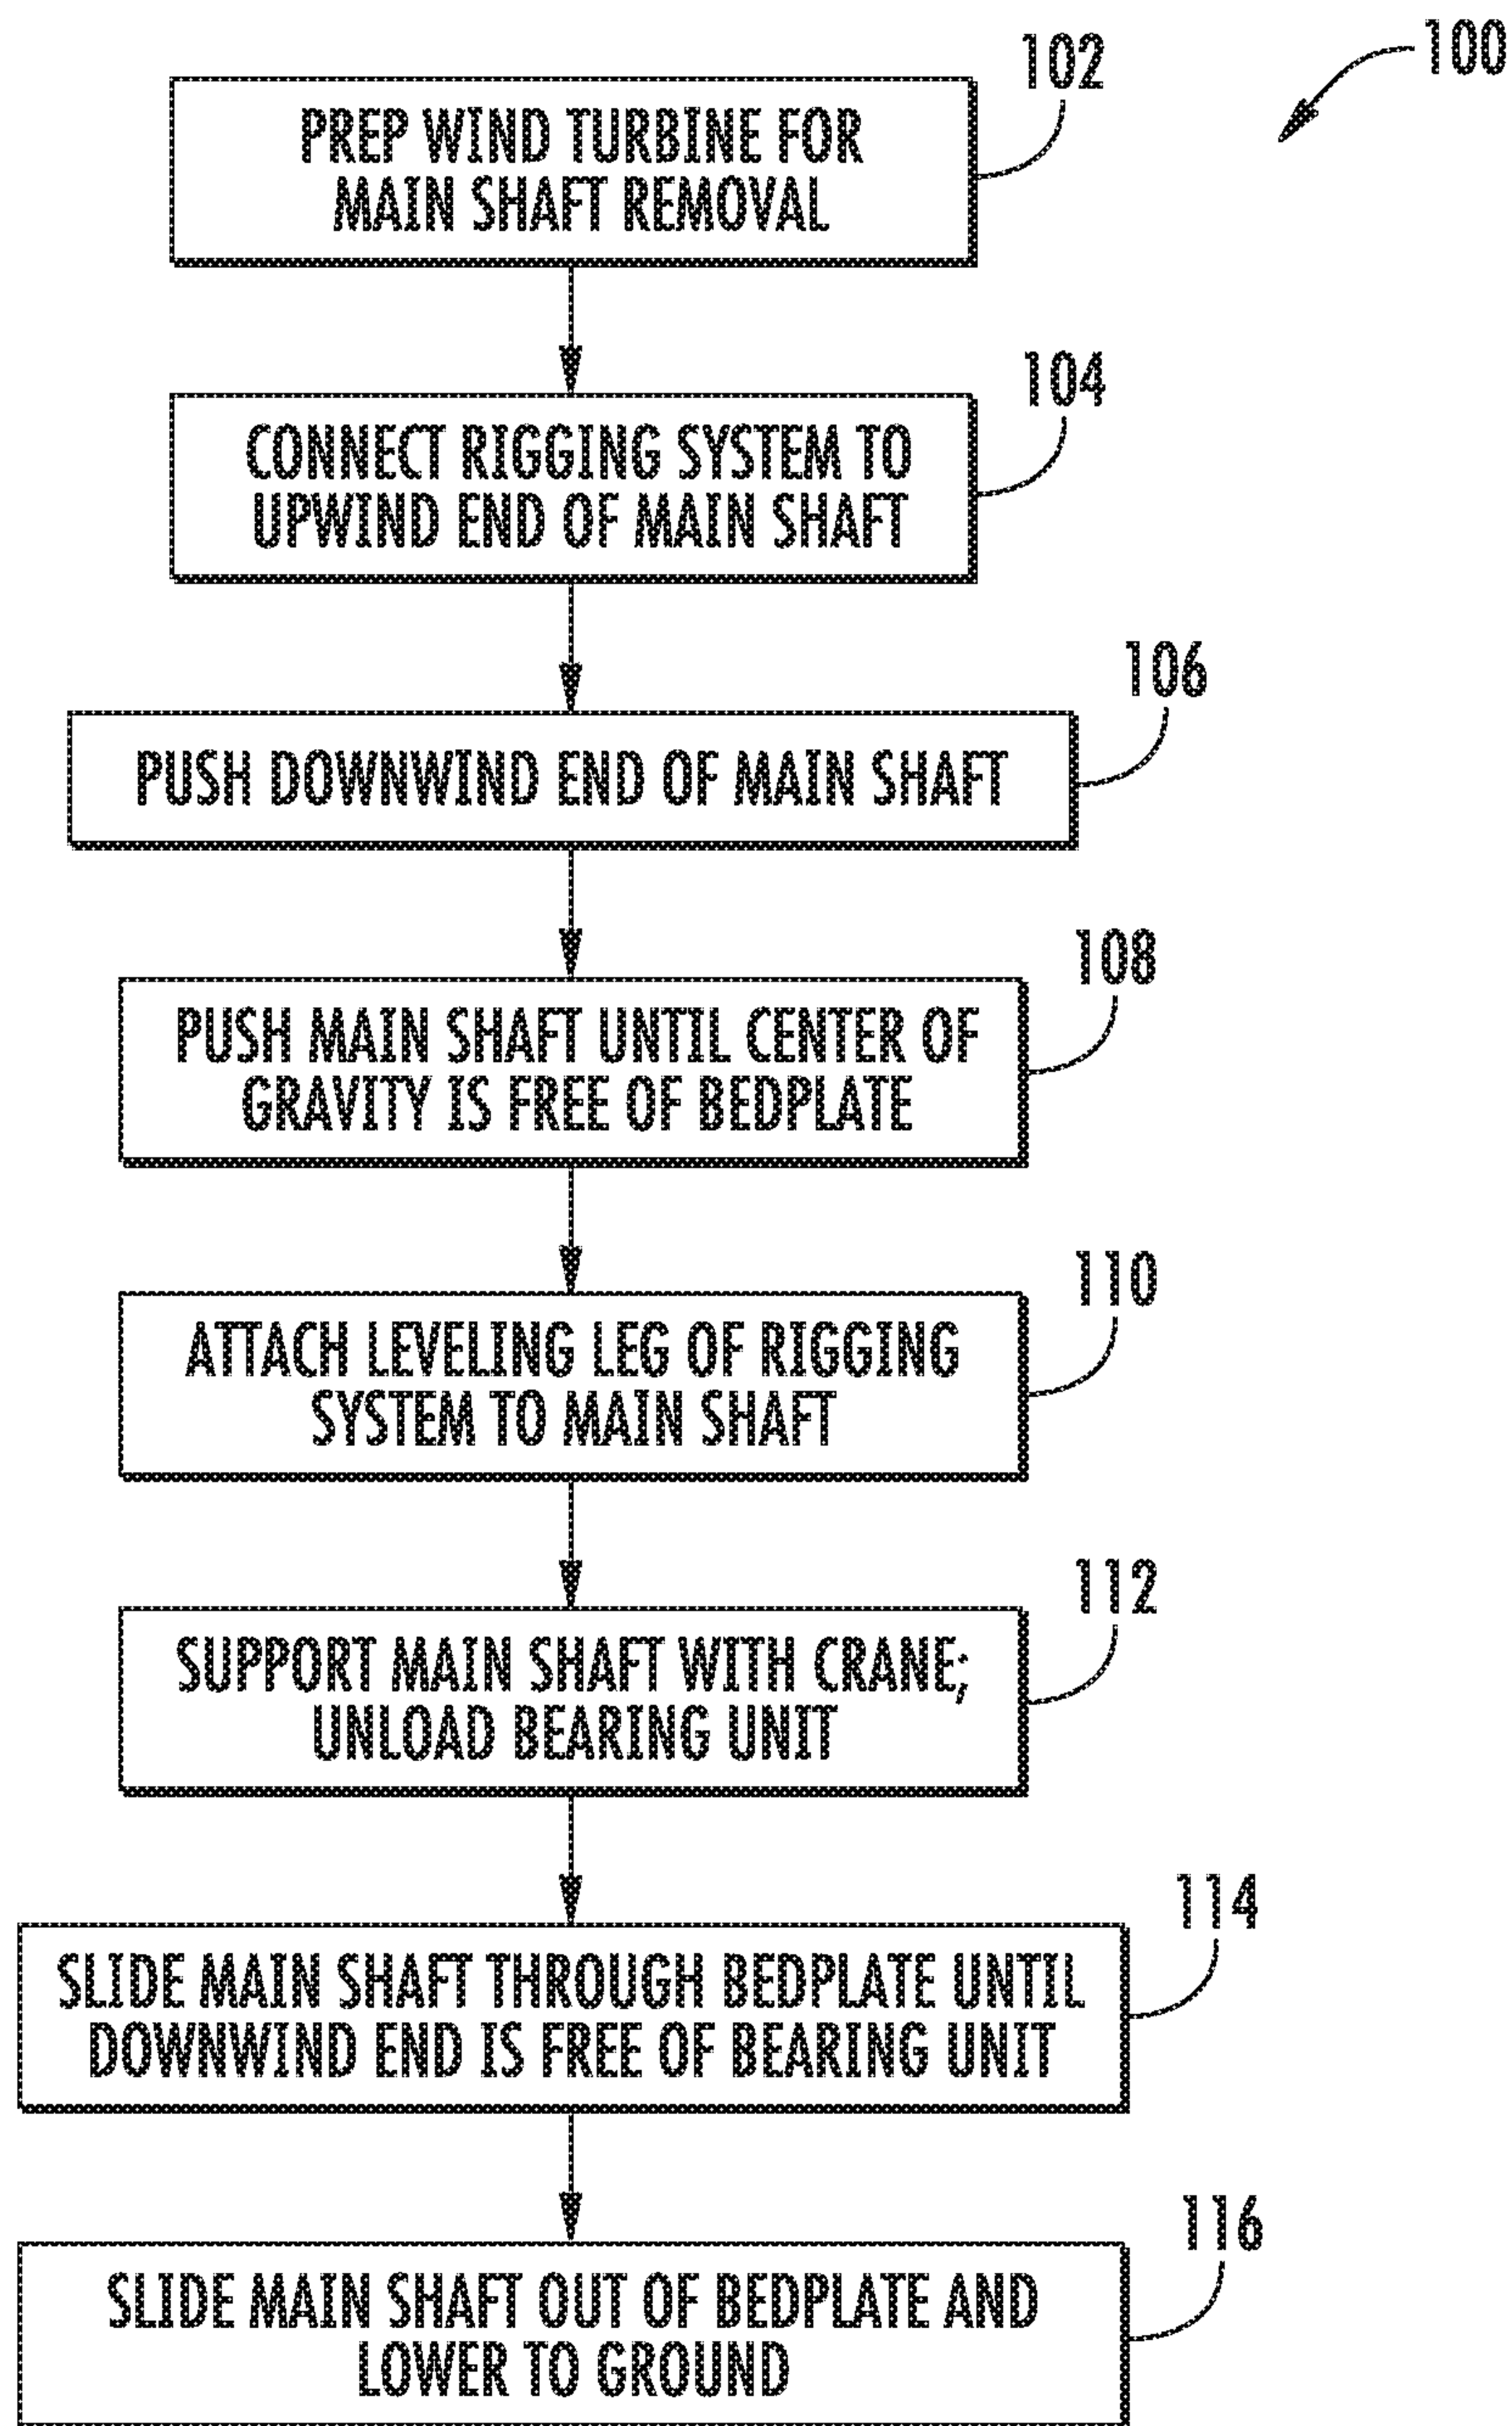 100
102
PREP WIND TURBINE FOR
MAIN SHAFT REMOVAL
104
CONNECT RIGGING SYSTEM TO
UPWIND END OF MAIN SHAFT
106
PUSH DOWNWIND END OF MAIN SHAFT
108
PUSH MAIN SHAFT UNTIL CENTER OF
GRAVITY IS FREE OF BEDPLATE
110
ATTACH LEVELING LEG OF RIGGING
SYSTEM TO MAIN SHAFT
112
SUPPORT MAIN SHAFT WITH CRANE;
UNLOAD BEARING UNIT
114
SLIDE MAIN SHAFT THROUGH BEDPLATE UNTIL
DOWNWIND END IS FREE OF BEARING UNIT
116
SLIDE MAIN SHAFT OUT OF BEDPLATE AND
LOWER TO GROUND